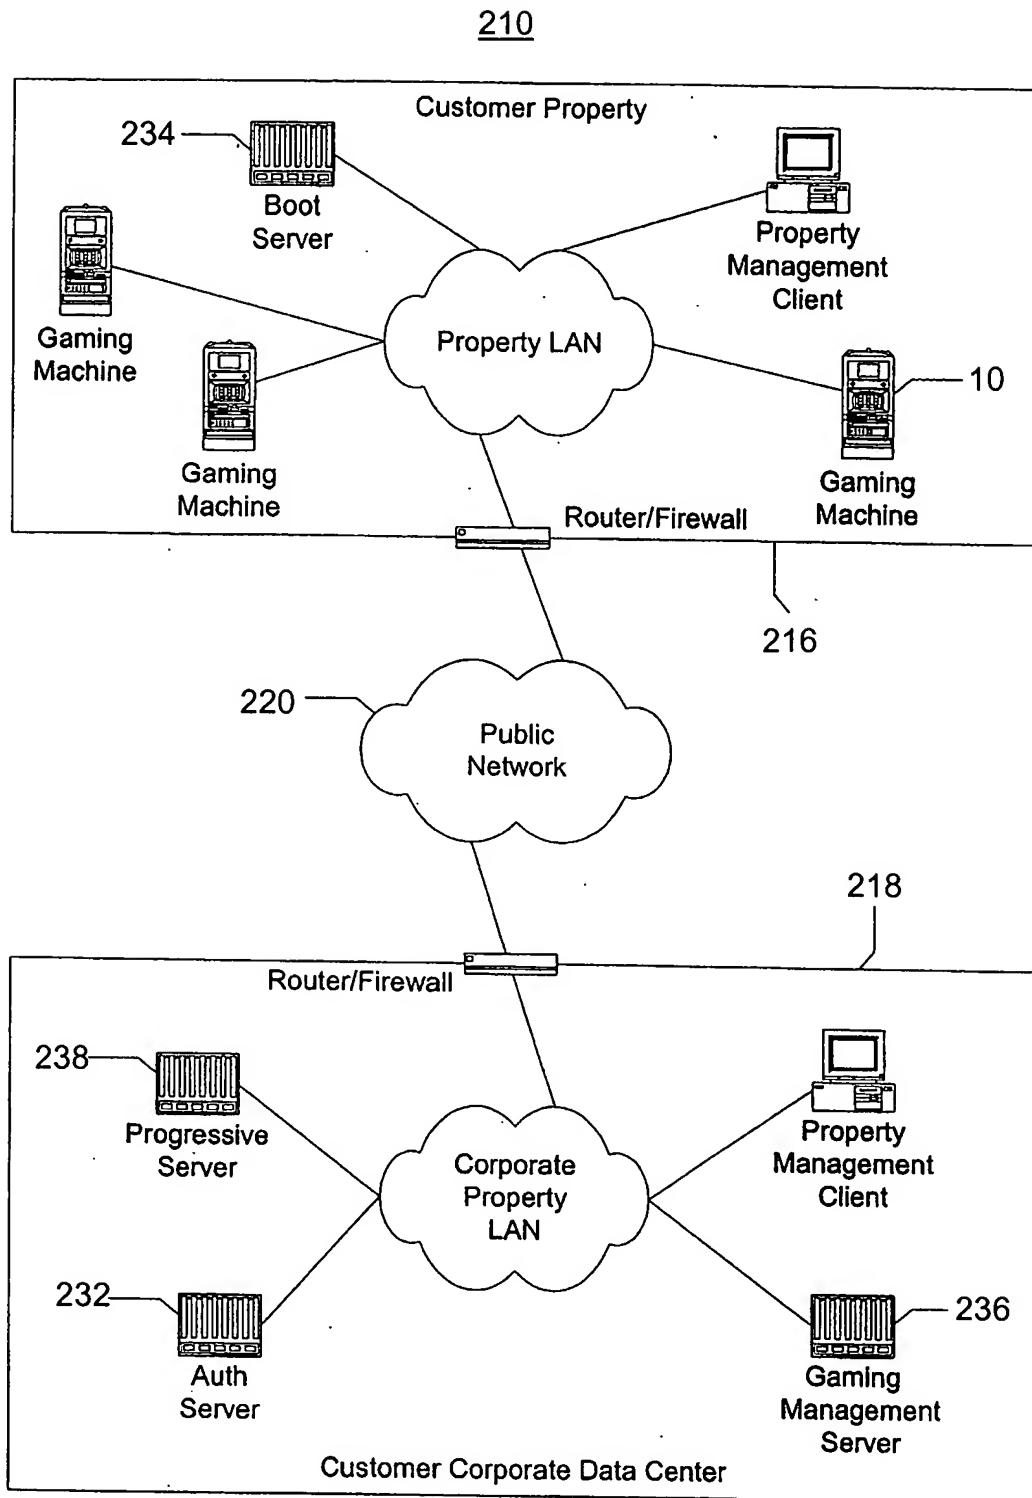 210
Customer Property
234
Boot
Server
Property
Management
Client
Gaming
Machine
Property LAN
10
Gaming
Machine
Gaming
Machine
Router/Firewall
216
220
Public
Network
218
Router/Firewall
238
Progressive
Server
Corporate
Property
LAN
Property
Management
Client
232
Auth
Server
236
Gaming
Management
Server
Customer Corporate Data Center